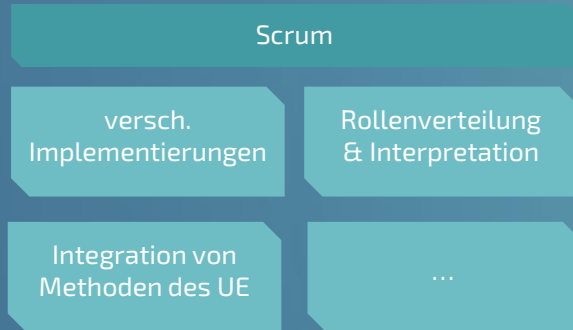 Scrum
versch.
Implementierungen
Rollenverteilung
& Interpretation
Integration von
Methoden des UE
...